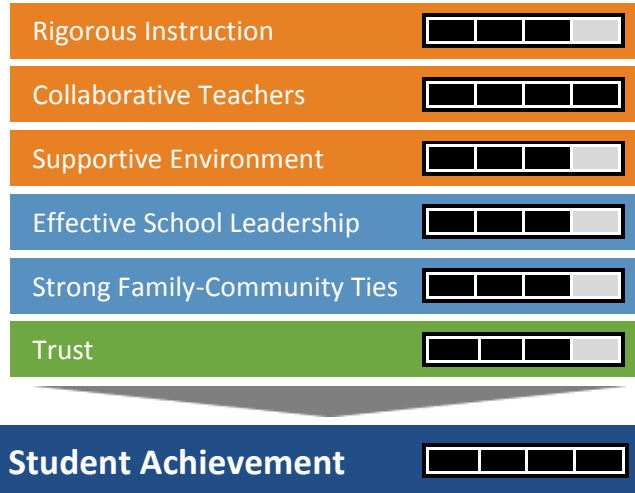 Rigorous Instruction
Collaborative Teachers
Supportive Environment
Effective School Leadership
Strong Family-Community Ties
Trust
Student Achievement